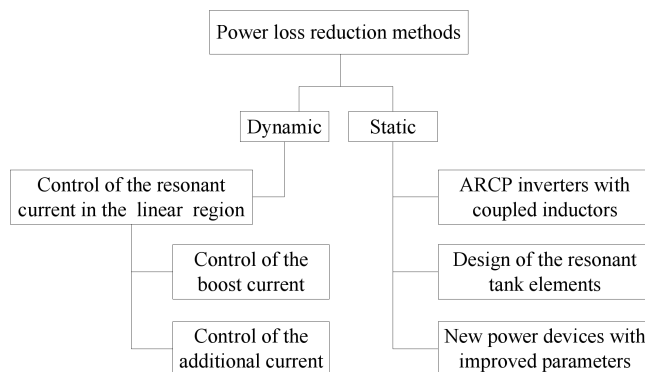 Power loss reduction methods
Dynamic
Static
Control of the resonant
current in the linear region
Control of the
boost current
Control of the
additional current
ARCP inverters with
coupled inductors
Design of the resonant
tank elements
New power devices with
improved parameters